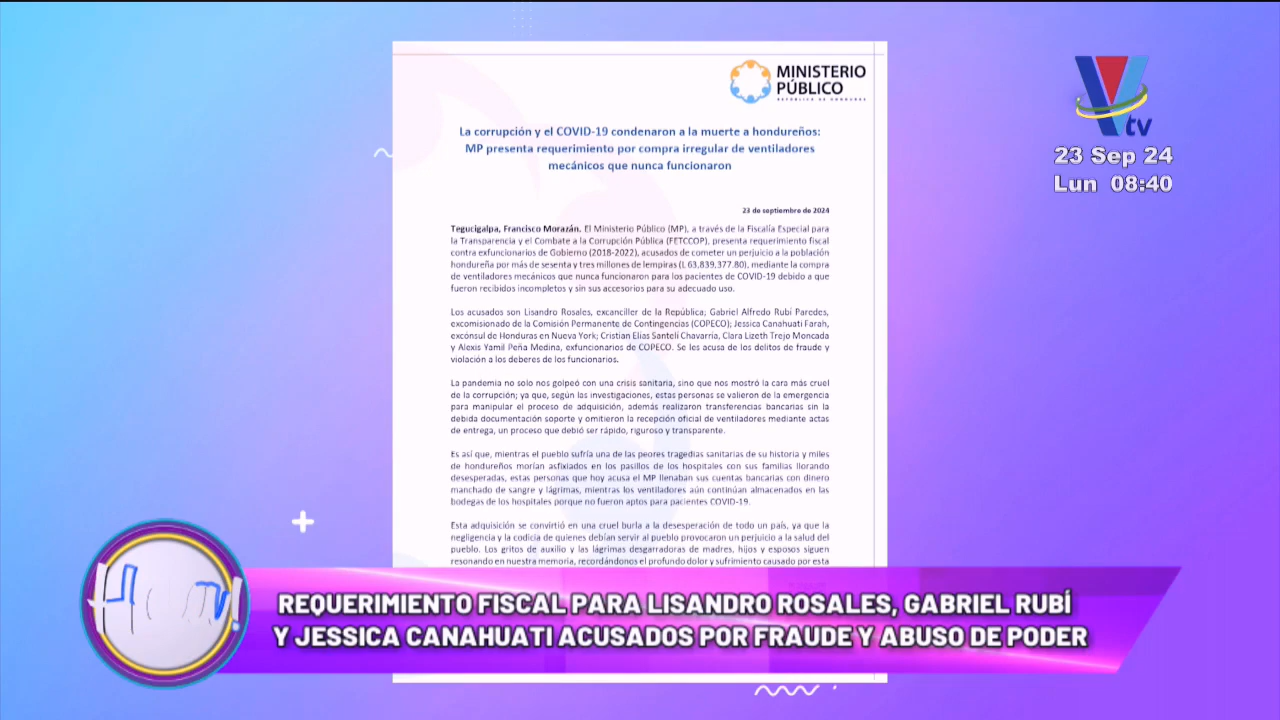 MINISTERIO
PÚBLICO
REPÚBLICA DE HONDURAS
La corrupción y el COVID-19 condenaron a la muerte a hondureños:
MP presenta requerimiento por compra irregular de ventiladores
mecánicos que nunca funcionaron
23 de septiembre de 2024
Tegucigalpa, Francisco Morazán. El Ministerio Público (MP), a través de la Fiscalía Especial para
la Transparencia y el Combate a la Corrupción Pública (FETCCOP), presenta requerimiento fiscal
contra exfuncionarios de Gobierno (2018-2022), acusados de cometer un perjuicio a la población
hondureña por más de sesenta y tres millones de lempiras (L 63,839,377.80), mediante la compra
de ventiladores mecánicos que nunca funcionaron para los pacientes de COVID-19 debido a que
fueron recibidos incompletos y sin sus accesorios para su adecuado uso.
Los acusados son Lisandro Rosales, excanciller de la República; Gabriel Alfredo Rubí Paredes,
excomisionado de la Comisión Permanente de Contingencias (COPECO); Jessica Canahuati Farah,
excónsul de Honduras en Nueva York; Cristian Elías Santeli Chavarría, Clara Lizeth Trejo Moncada
y Alexis Yamil Peña Medina, exfuncionarios de COPECO. Se les acusa de los delitos de fraude y
violación a los deberes de los funcionarios.
La pandemia no solo nos golpeó con una crisis sanitaria, sino que nos mostró la cara más cruel
de la corrupción; ya que, según las investigaciones, estas personas se valieron de la emergencia
para manipular el proceso de adquisición, además realizaron transferencias bancarias sin la
debida documentación soporte y omitieron la recepción oficial de ventiladores mediante actas
de entrega, un proceso que debió ser rápido, riguroso y transparente.
Es así que, mientras el pueblo sufría una de las peores tragedias sanitarias de su historia y miles
de hondureños morían asfixiados en los pasillos de los hospitales con sus familias llorando
desesperadas, estas personas que hoy acusa el MP llenaban sus cuentas bancarias con dinero
manchado de sangre y lágrimas, mientras los ventiladores aún continúan almacenados en las
bodegas de los hospitales porque no fueron aptos para pacientes COVID-19.
Esta adquisición se convirtió en una cruel burla a la desesperación de todo un país, ya que la
negligencia y la codicia de quienes debían servir al pueblo provocaron un perjuicio a la salud del
pueblo. Los gritos de auxilio y las lágrimas desgarradoras de madres, hijos y esposos siguen
resonando en nuestra memoria, recordándonos el profundo dolor y sufrimiento causado por esta
Vtv
23 Sep 24
Lun 08:40
REQUERIMIENTO FISCAL PARA LISANDRO ROSALES, GABRIEL RUBÍ
Y JESSICA CANAHUATI ACUSADOS POR FRAUDE Y ABUSO DE PODER